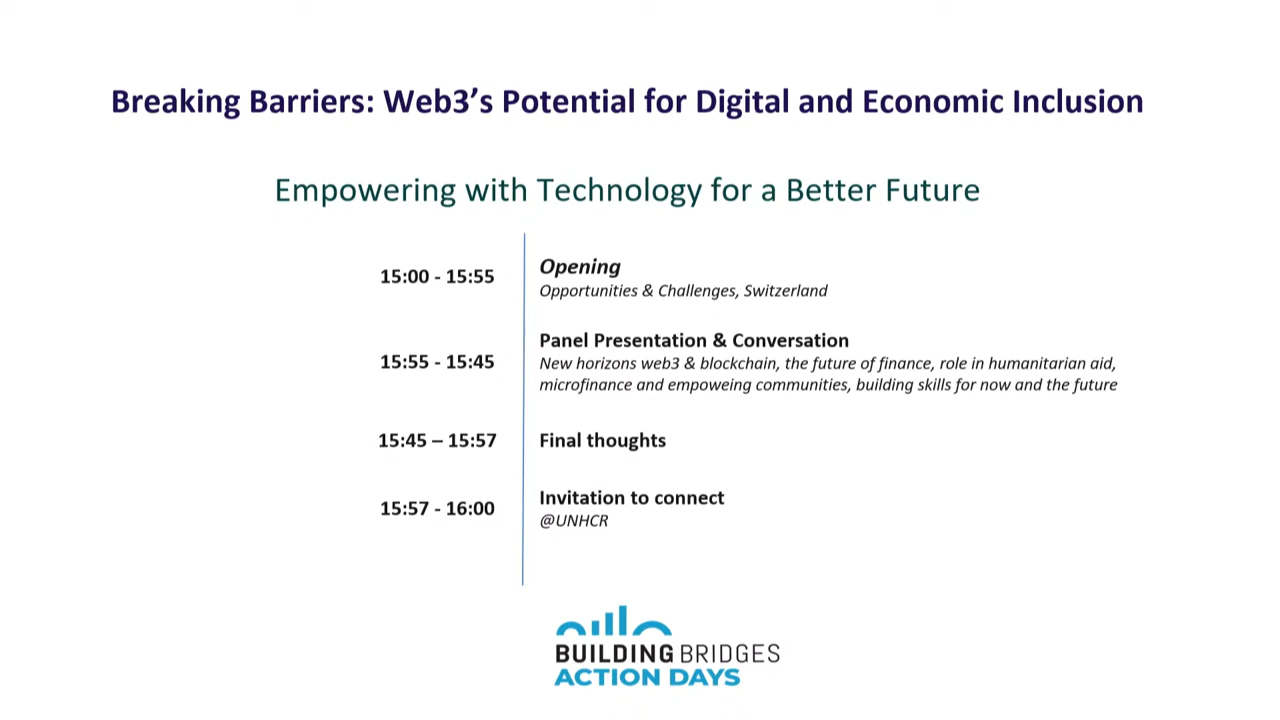 Breaking Barriers: Web3’s Potential for Digital and Economic Inclusion
Empowering with Technology for a Better Future
15:00 - 15:55
Opening
Opportunities & Challenges, Switzerland
15:55 - 15:45
Panel Presentation & Conversation
New horizons web3 & blockchain, the future of finance, role in humanitarian aid,
microfinance and empoweing communities, building skills for now and the future
15:45 – 15:57
Final thoughts
15:57 - 16:00
Invitation to connect
@UNHCR
BUILDING BRIDGES
ACTION DAYS